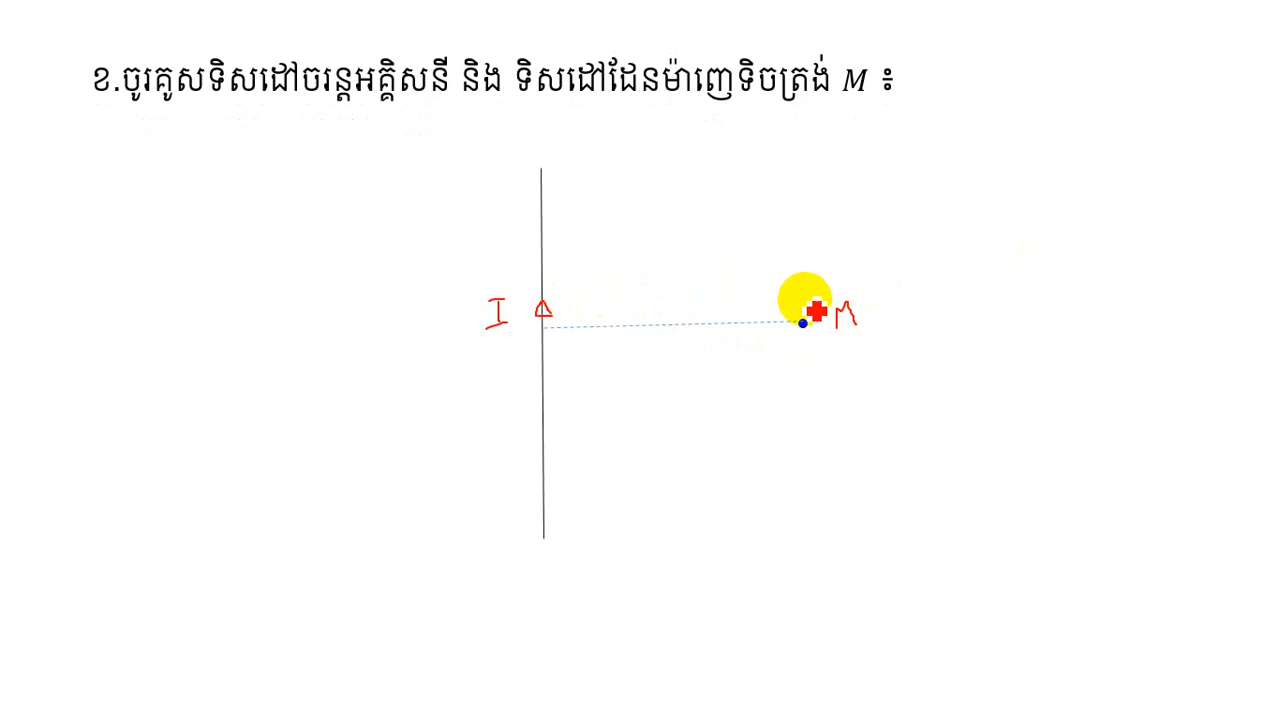 ខ.ចូរគូសទិសដៅចរន្តអគ្គិសនី និង ទិសដៅដែនម៉ាញេទិចត្រង់ M ៖
I M